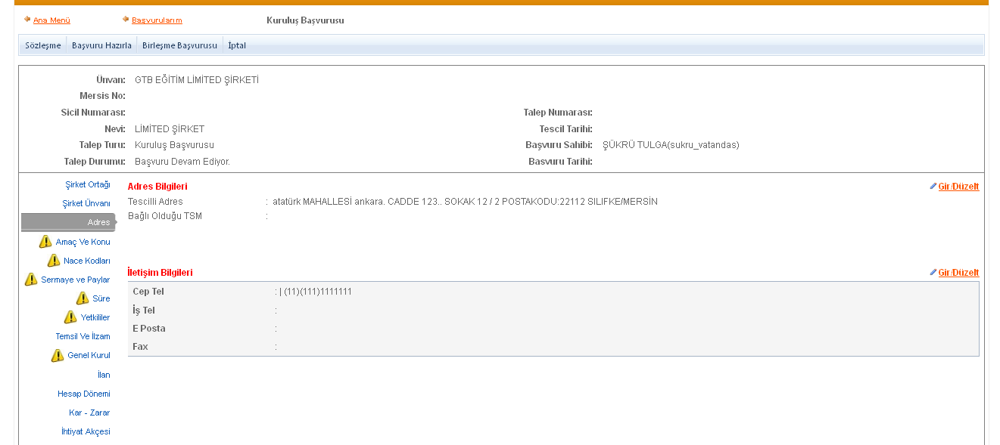 Ana Menü Başvurularım Kuruluş Başvurusu
Sözleşme Başvuru Hazırla Birleşme Başvurusu İptal
Ünvan: GTB EĞİTİM LİMİTED ŞİRKETİ
Mersis No:
Sicil Numarası: Talep Numarası:
Nevi: LİMİTED ŞİRKET Tescil Tarihi:
Talep Turu: Kuruluş Başvurusu Başvuru Sahibi: ŞÜKRÜ TULGA(sukru_vatandas)
Talep Durumu: Başvuru Devam Ediyor. Basvuru Tarihi:
Şirket Ortağı
Şirket Ünvanı
Adres
Amaç Ve Konu
Nace Kodları
Sermaye ve Paylar
Süre
Yetkililer
Temsil Ve İlzam
Genel Kurul
İlan
Hesap Dönemi
Kar - Zarar
İhtiyat Akçesi
Adres Bilgileri Gir/Düzelt
Tescilli Adres : atatürk MAHALLESİ ankara. CADDE 123.. SOKAK 12 / 2 POSTAKODU:22112 SILIFKE/MERSİN
Bağlı Olduğu TSM :
İletişim Bilgileri Gir/Düzelt
Cep Tel : | (11)(111)1111111
İş Tel :
E Posta :
Fax :